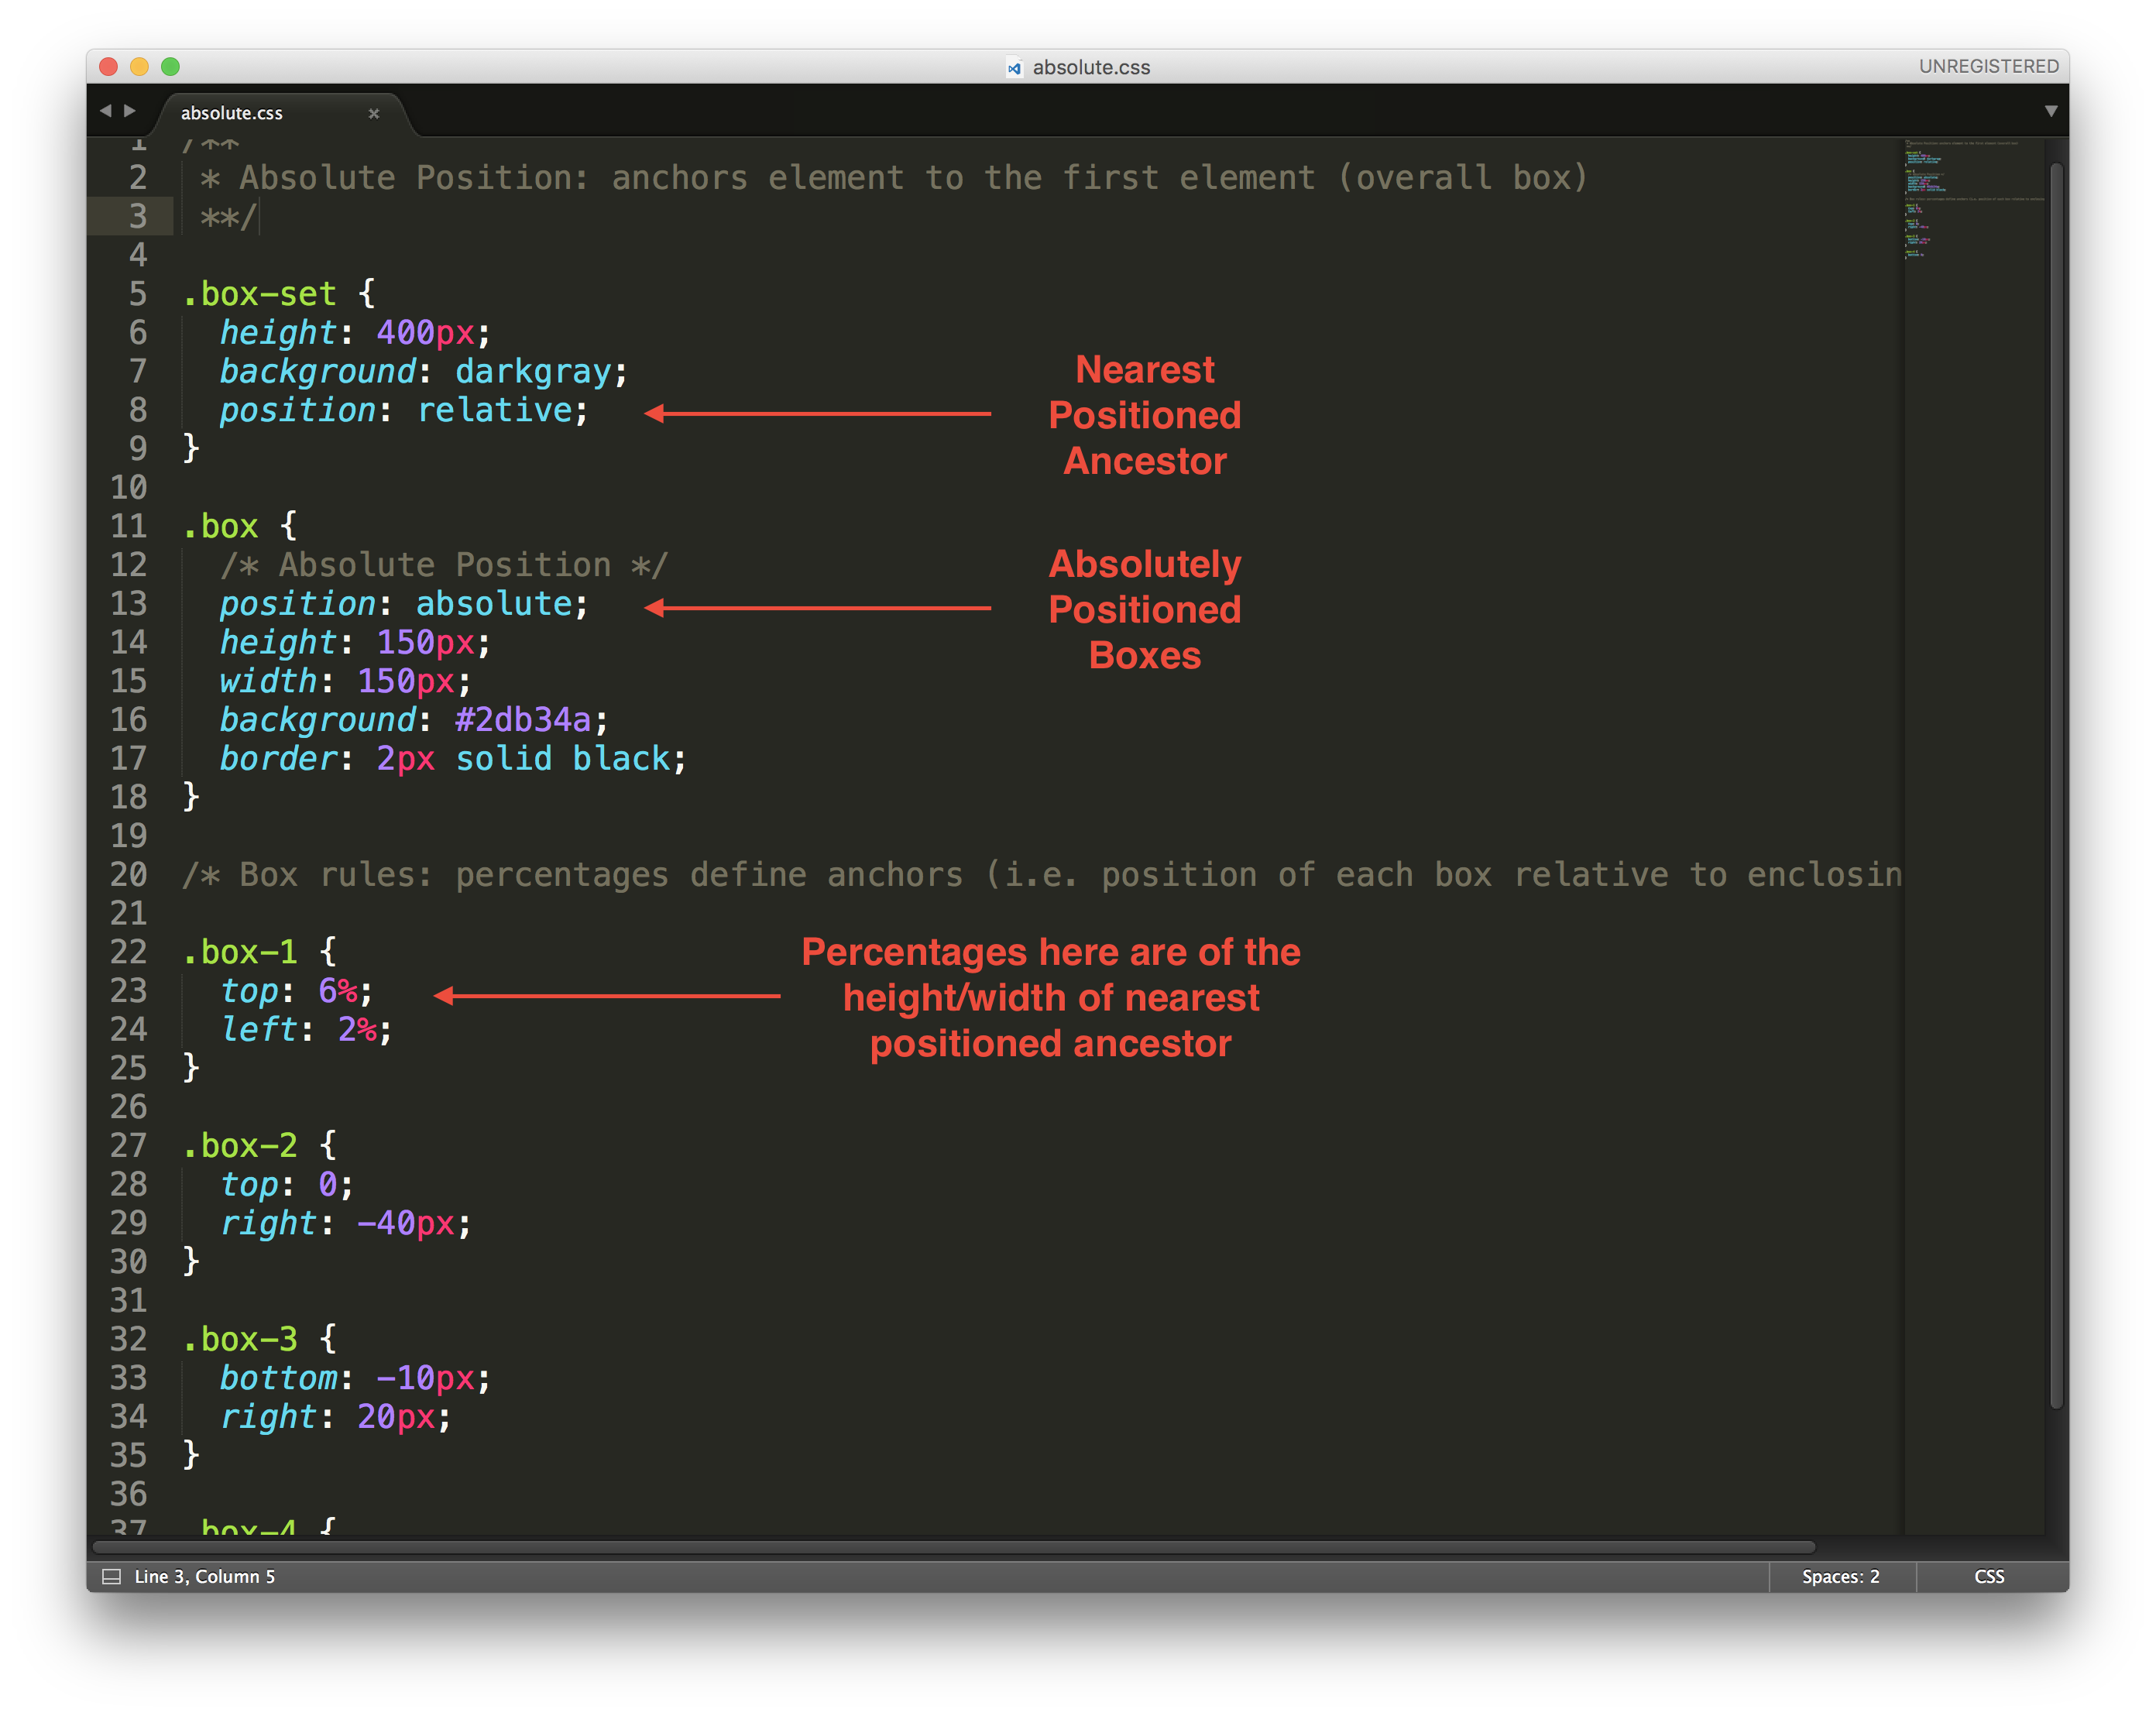 absolute.css
UNREGISTERED
absolute.css
1 /**
2 * Absolute Position: anchors element to the first element (overall box)
3 **/
4
5 .box-set {
6 height: 400px;
7 background: darkgray;
8 position: relative;
9 }
10
11 .box {
12 /* Absolute Position */
13 position: absolute;
14 height: 150px;
15 width: 150px;
16 background: #2db34a;
17 border: 2px solid black;
18 }
19
20 /* Box rules: percentages define anchors (i.e. position of each box relative to enclosin
21
22 .box-1 {
23 top: 6%;
24 left: 2%;
25 }
26
27 .box-2 {
28 top: 0;
29 right: -40px;
30 }
31
32 .box-3 {
33 bottom: -10px;
34 right: 20px;
35 }
36
37 .box-4 {
Nearest
Positioned
Ancestor
Absolutely
Positioned
Boxes
Percentages here are of the
height/width of nearest
positioned ancestor
Line 3, Column 5
Spaces: 2
CSS